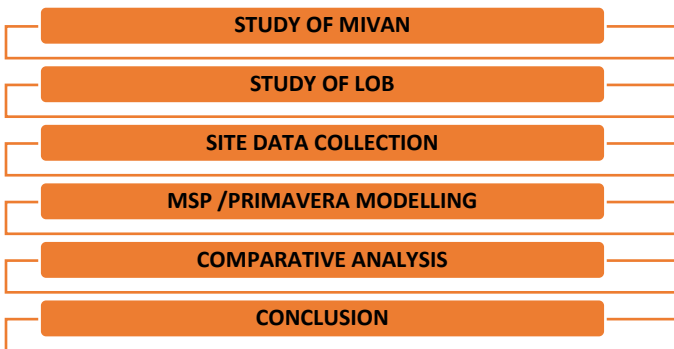 STUDY OF MIVAN
STUDY OF LOB
SITE DATA COLLECTION
MSP /PRIMAVERA MODELLING
COMPARATIVE ANALYSIS
CONCLUSION